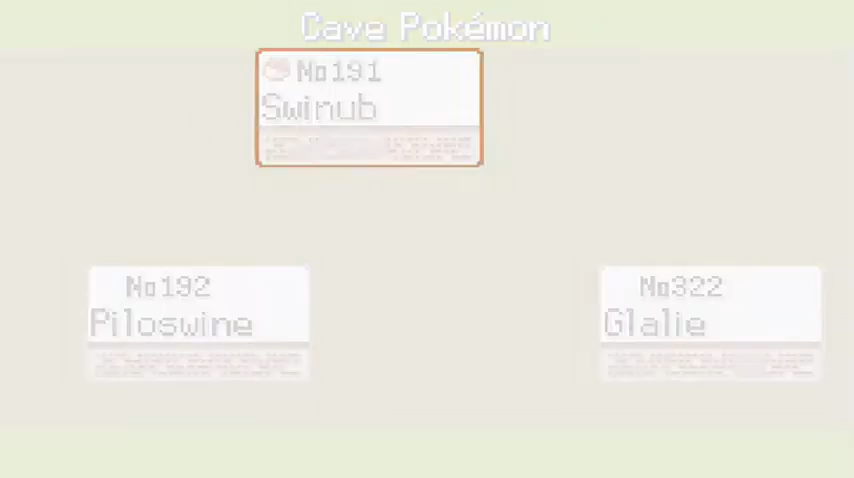 Cave Pokémon
No191
Swinub
No192
Piloswine
No322
Glalie